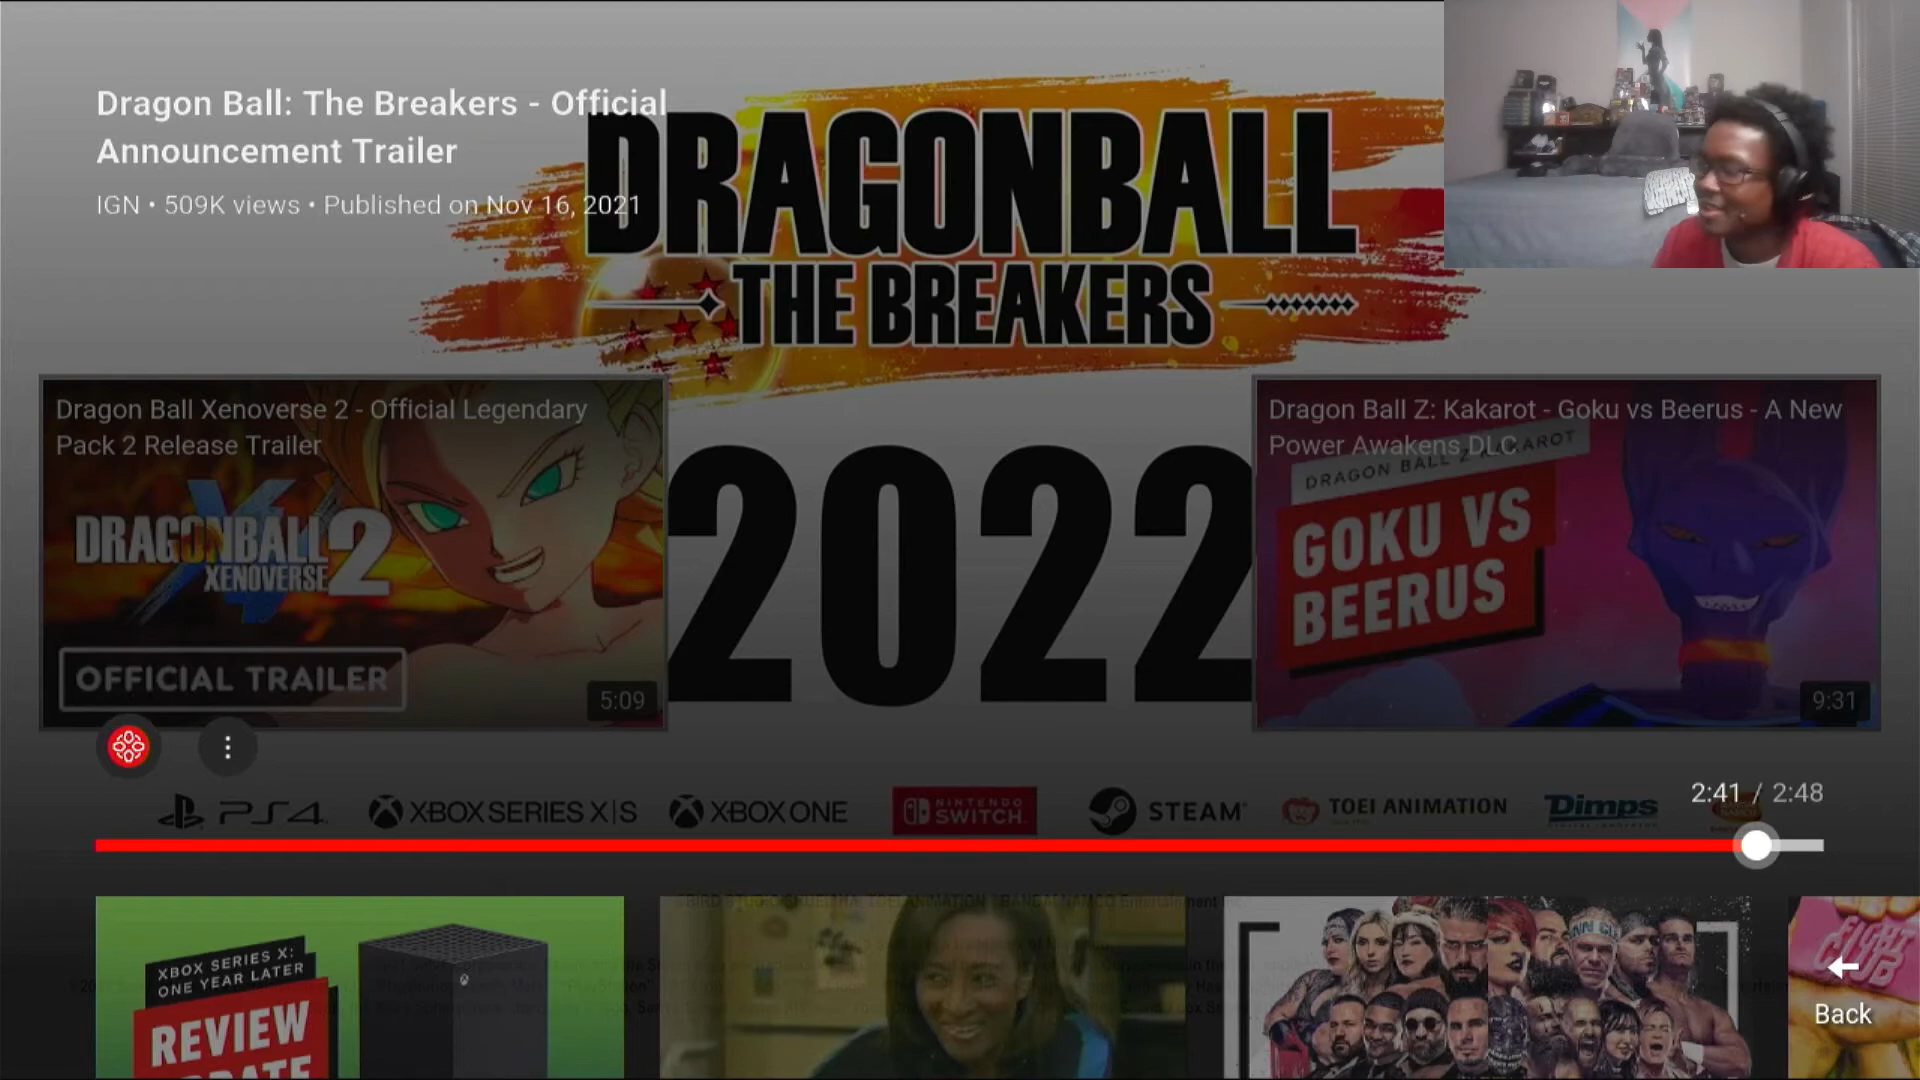 Dragon Ball: The Breakers - Official
Announcement Trailer
IGN • 509K views • Published on Nov 16, 2021
DRAGONBALL
THE BREAKERS
2022
Dragon Ball Xenoverse 2 - Official Legendary
Pack 2 Release Trailer
DRAGONBALL
XENOVERSE 2
OFFICIAL TRAILER
5:09
Dragon Ball Z: Kakarot - Goku vs Beerus - A New
Power Awakens DLC
DRAGON BALL Z KAKAROT
GOKU VS
BEERUS
9:31
2:41 / 2:48
PS4
XBOX SERIES X|S
XBOX ONE
NINTENDO
SWITCH
STEAM
TOEI ANIMATION
Dimps
XBOX SERIES X:
ONE YEAR LATER
REVIEW
FIGHT
CLUB
Back